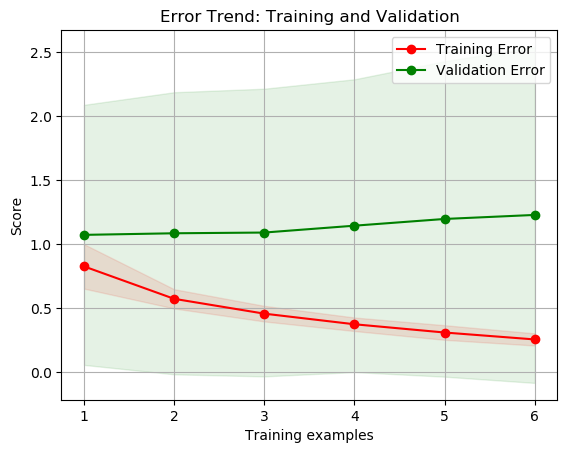 Error Trend: Training and Validation
Training Error
Validation Error
Score
2.5
2.0
1.5
1.0
0.5
0.0
1 2 3 4 5 6
Training examples